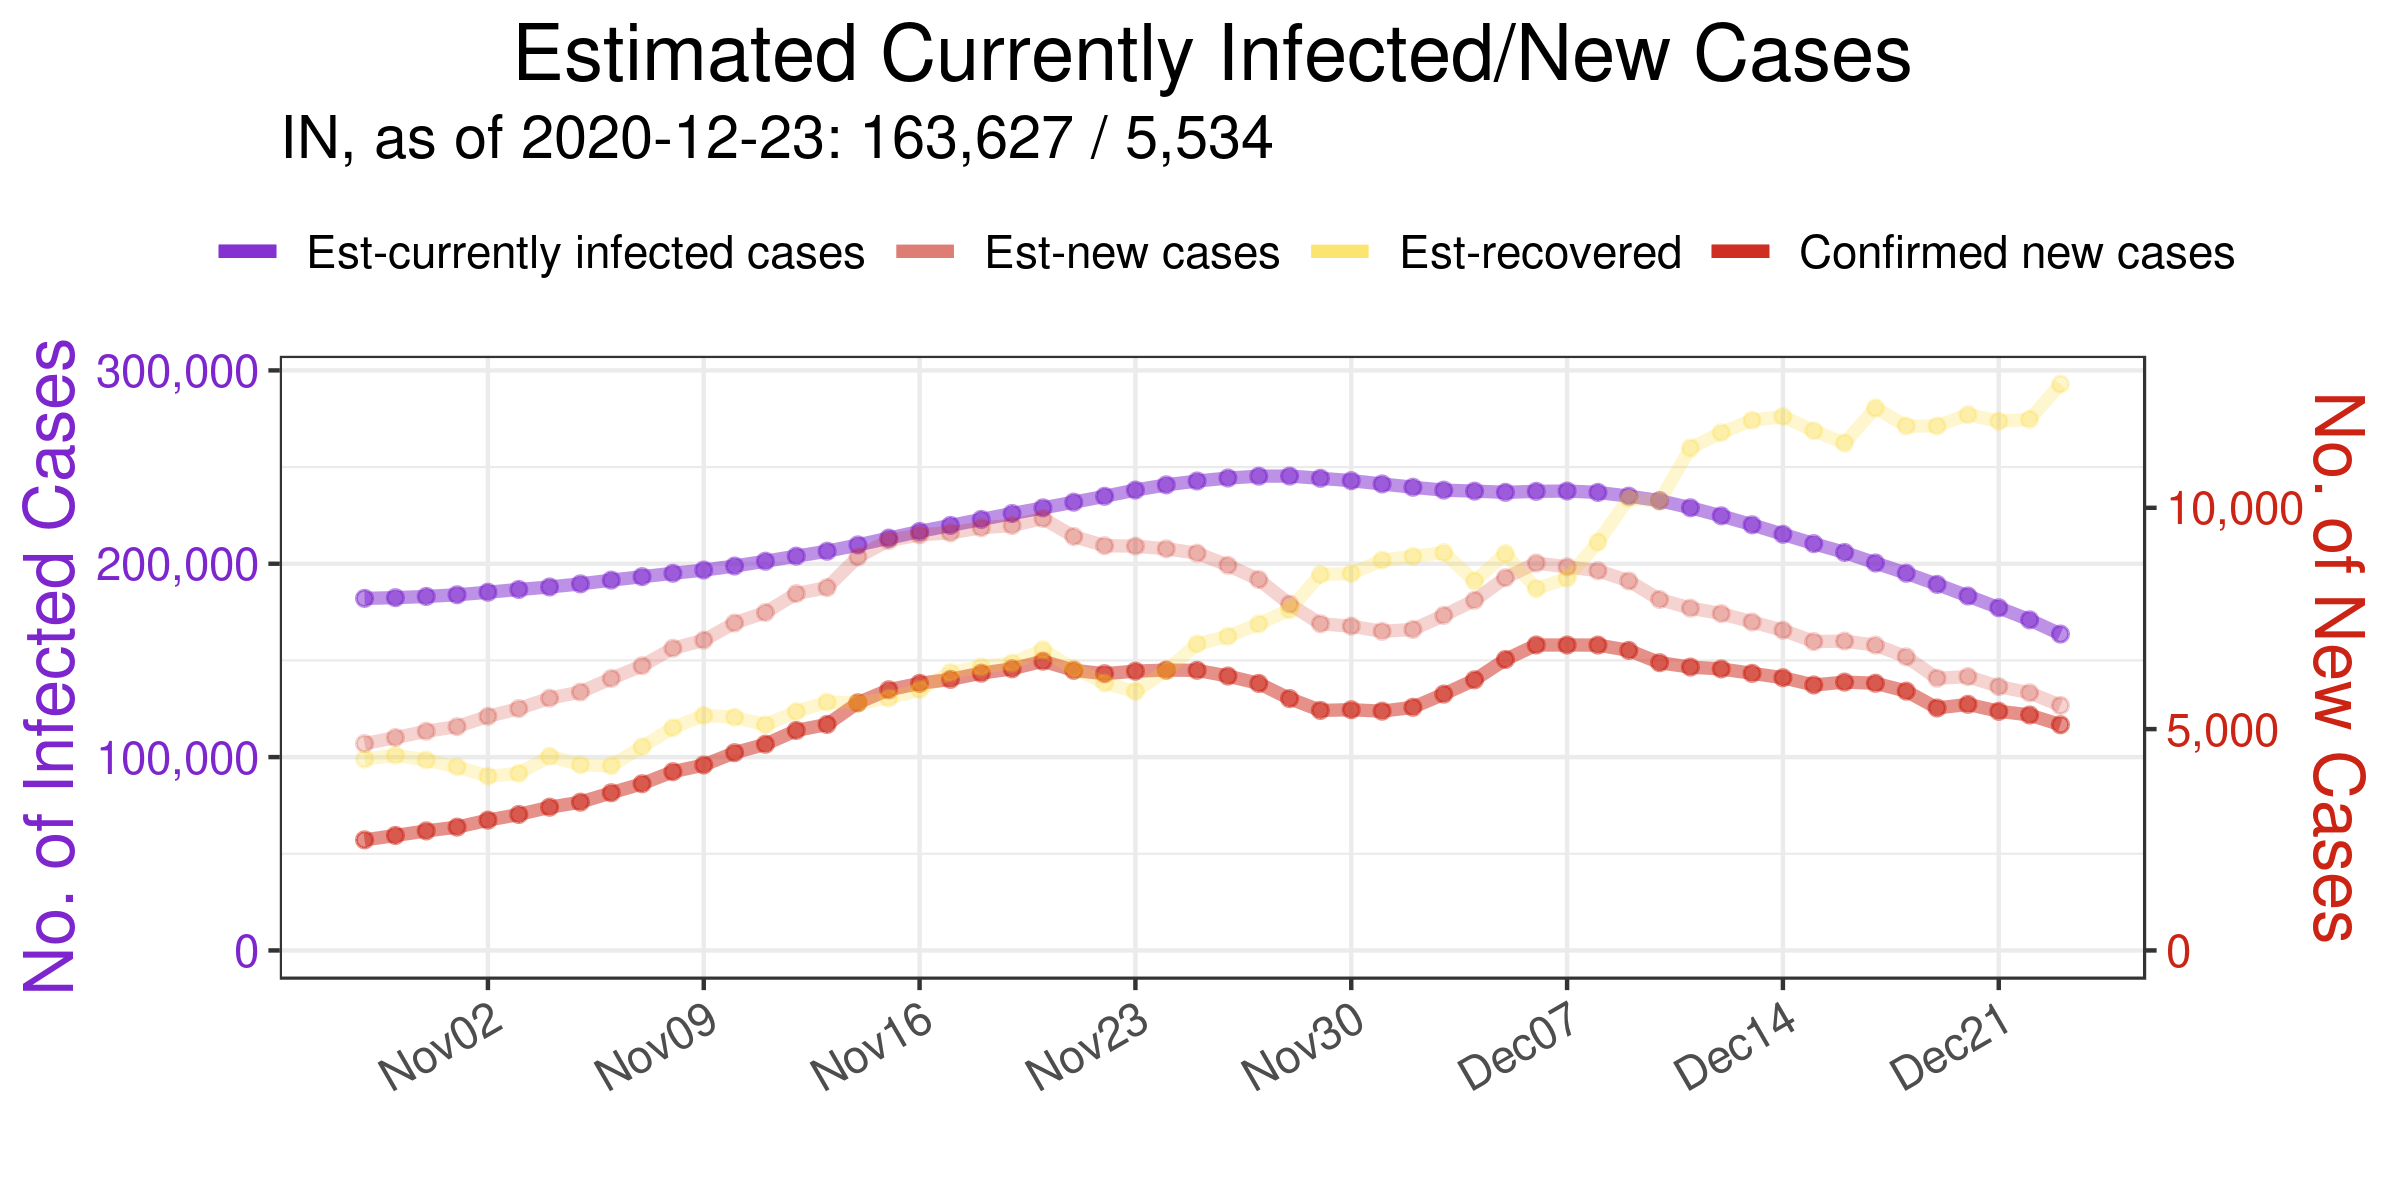 Estimated Currently Infected/New Cases
IN, as of 2020-12-23: 163,627 / 5,534
Est-currently infected cases Est-new cases Est-recovered Confirmed new cases
No. of Infected Cases
300,000
200,000
100,000
0
10,000
5,000
0
No. of New Cases
Nov02 Nov09 Nov16 Nov23 Nov30 Dec07 Dec14 Dec21